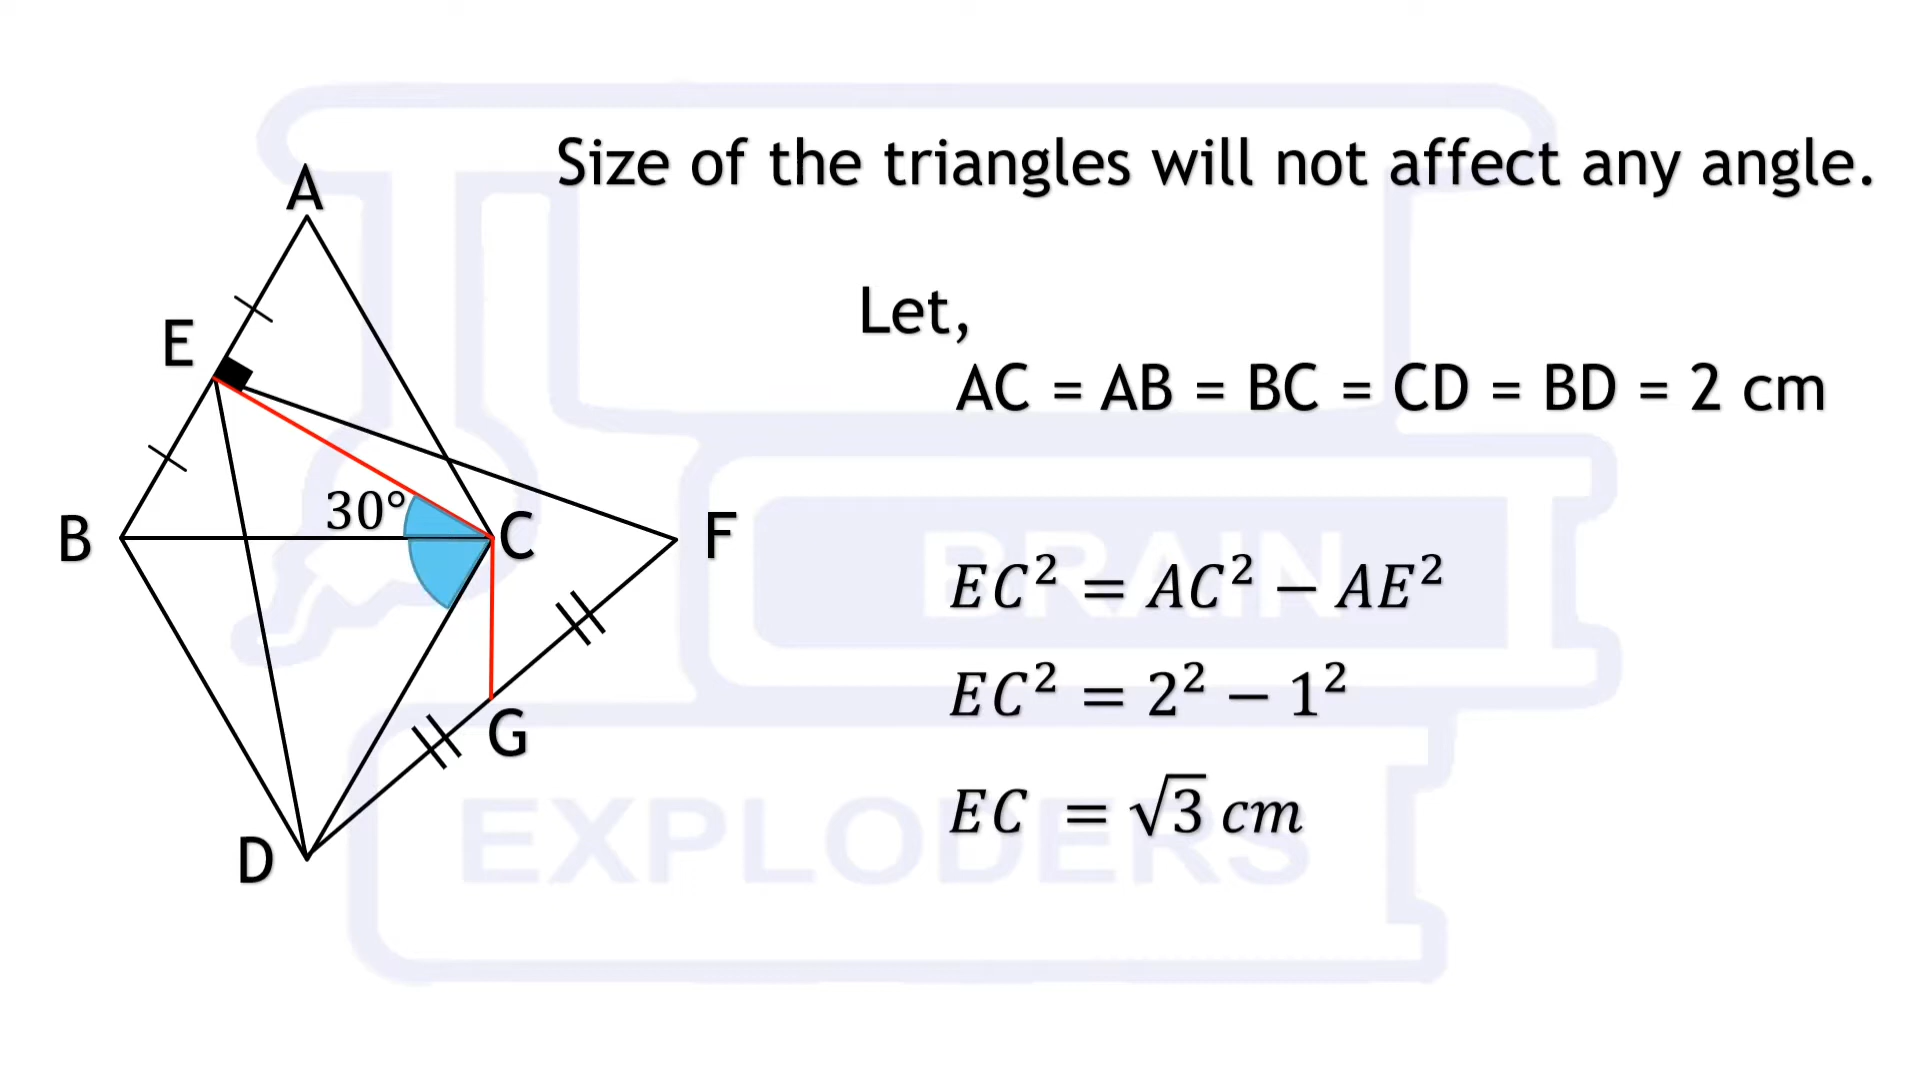 Size of the triangles will not affect any angle.
A
Let,
E
AC = AB = BC = CD = BD = 2 cm
30°
B
C
F
BRAIN
EC² = AC² − AE²
EC² = 2² − 1²
G
EC = √3 cm
D
EXPLODERS